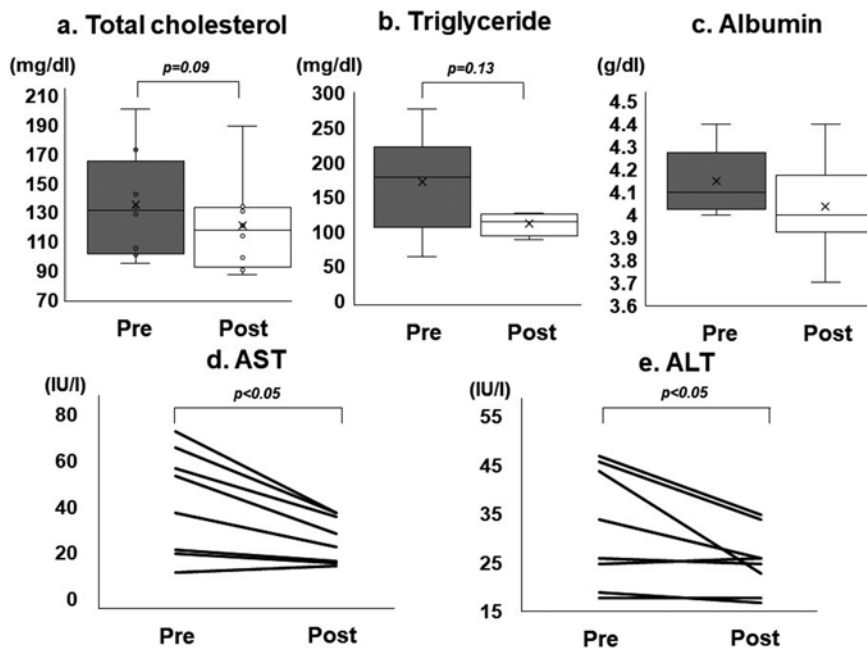 a. Total cholesterol
(mg/dl)
p=0.09
210
190
170
150
130
110
90
70
Pre
Post
b. Triglyceride
(mg/dl)
p=0.13
300
250
200
150
100
50
0
Pre
Post
c. Albumin
(g/dl)
4.5
4.4
4.3
4.2
4.1
4
3.9
3.8
3.7
3.6
Pre
Post
d. AST
(IU/l)
p<0.05
80
60
40
20
0
Pre
Post
e. ALT
(IU/l)
p<0.05
55
45
35
25
15
Pre
Post